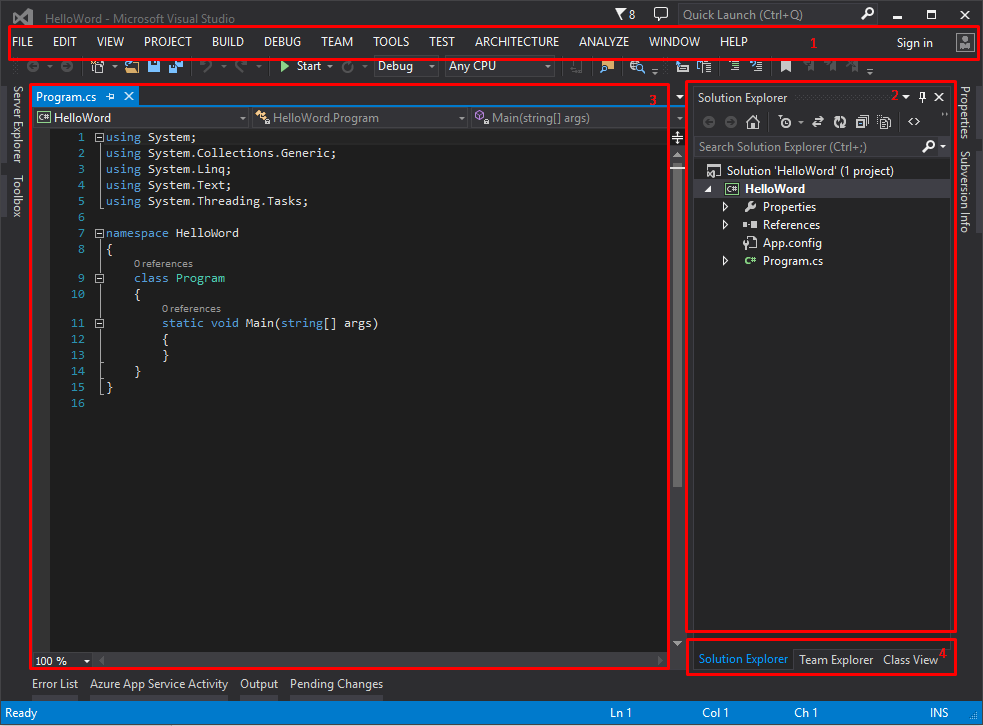 HelloWord - Microsoft Visual Studio 8 Quick Launch (Ctrl+Q)
FILE EDIT VIEW PROJECT BUILD DEBUG TEAM TOOLS TEST ARCHITECTURE ANALYZE WINDOW HELP 1 Sign in
Start Debug Any CPU
Server Explorer
Toolbox
Program.cs 3
HelloWord HelloWord.Program Main(string[] args)
1 using System;
2 using System.Collections.Generic;
3 using System.Linq;
4 using System.Text;
5 using System.Threading.Tasks;
6
7 namespace HelloWord
8 {
0 references
9 class Program
10 {
0 references
11 static void Main(string[] args)
12 {
13 }
14 }
15 }
16
100 %
Solution Explorer 2
Search Solution Explorer (Ctrl+;)
Solution 'HelloWord' (1 project)
C# HelloWord
Properties
References
App.config
C# Program.cs
Properties
Subversion Info
Solution Explorer Team Explorer Class View 4
Error List Azure App Service Activity Output Pending Changes
Ready Ln 1 Col 1 Ch 1 INS